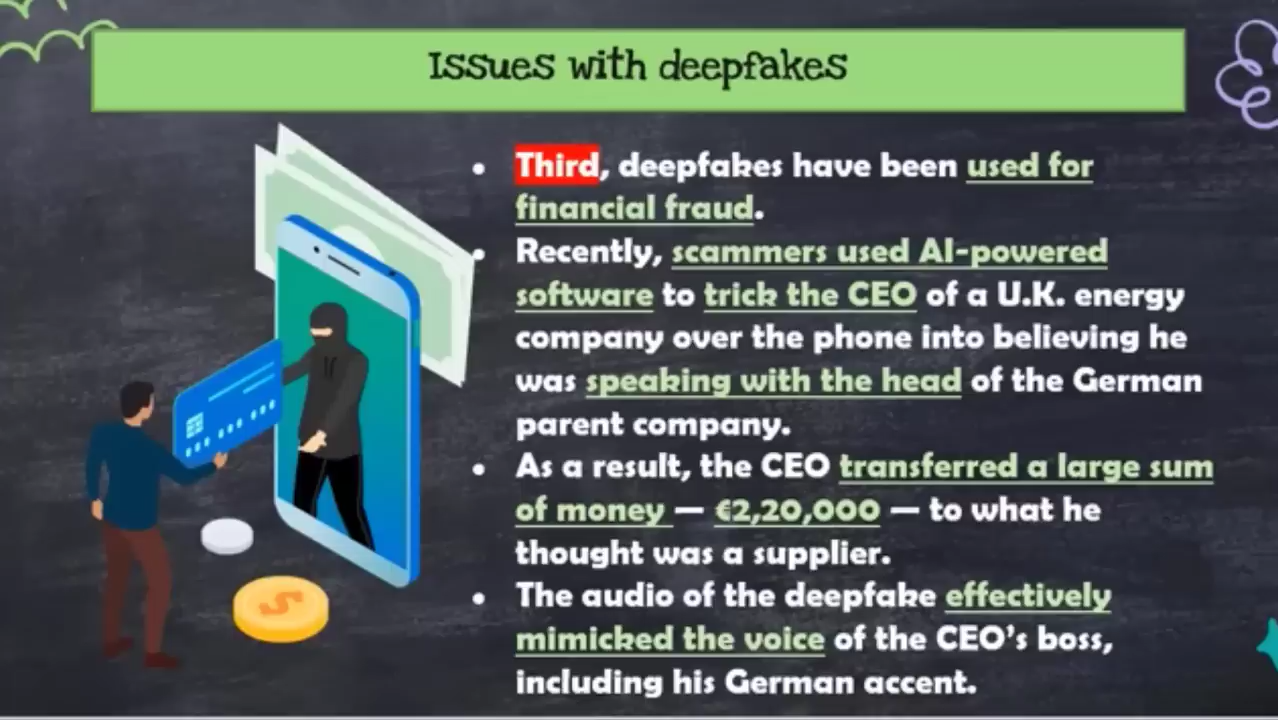 Issues with deepfakes
• Third, deepfakes have been used for
financial fraud.
• Recently, scammers used AI-powered
software to trick the CEO of a U.K. energy
company over the phone into believing he
was speaking with the head of the German
parent company.
• As a result, the CEO transferred a large sum
of money — €2,20,000 — to what he
thought was a supplier.
• The audio of the deepfake effectively
mimicked the voice of the CEO’s boss,
including his German accent.